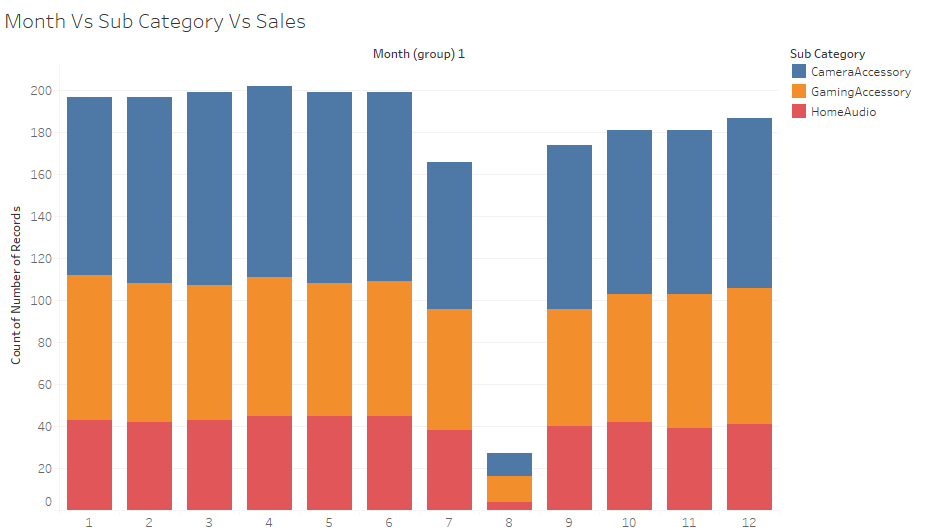 Month Vs Sub Category Vs Sales
Month (group) 1
Sub Category
CameraAccessory
GamingAccessory
HomeAudio
Count of Number of Records
200
180
160
140
120
100
80
60
40
20
0
1 2 3 4 5 6 7 8 9 10 11 12